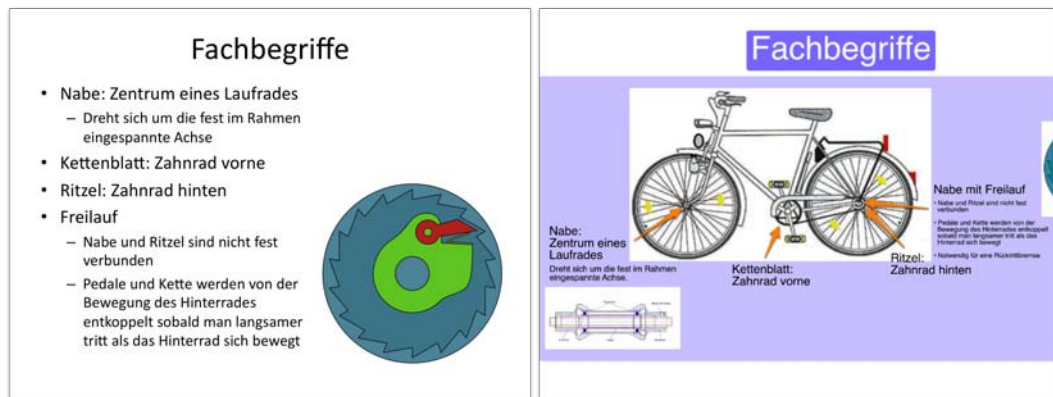 Fachbegriffe
• Nabe: Zentrum eines Laufrades
– Dreht sich um die fest im Rahmen
eingespannte Achse
• Kettenblatt: Zahnrad vorne
• Ritzel: Zahnrad hinten
• Freilauf
– Nabe und Ritzel sind nicht fest
verbunden
– Pedale und Kette werden von der
Bewegung des Hinterrades
entkoppelt sobald man langsamer
tritt als das Hinterrad sich bewegt
Fachbegriffe
Nabe:
Zentrum eines
Laufrades
Dreht sich um die fest im Rahmen
eingespannte Achse.
Kettenblatt:
Zahnrad vorne
Ritzel:
Zahnrad hinten
Nabe mit Freilauf
• Nabe und Ritzel sind nicht fest
verbunden
• Pedale und Kette werden von der
Bewegung des Hinterrades entkoppelt
sobald man langsamer tritt als das
Hinterrad sich bewegt
• Notwendig für eine Rücktrittbremse